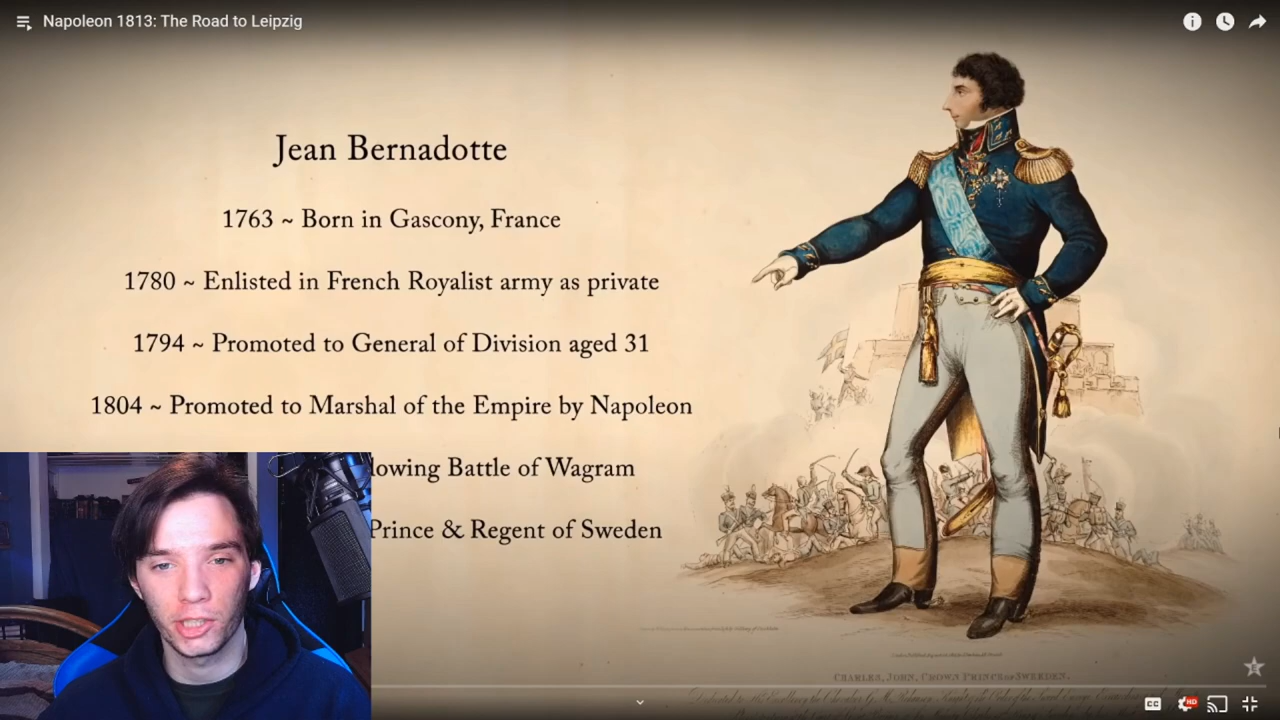 Napoleon 1813: The Road to Leipzig
Jean Bernadotte
1763 ~ Born in Gascony, France
1780 ~ Enlisted in French Royalist army as private
1794 ~ Promoted to General of Division aged 31
1804 ~ Promoted to Marshal of the Empire by Napoleon
lowing Battle of Wagram
Prince & Regent of Sweden
CHARLES, JOHN, CROWN PRINCE OF SWEDEN.
CC
HD